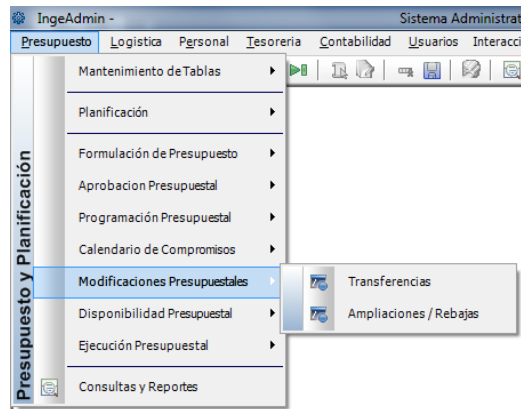 IngeAdmin - Sistema Administrat
Presupuesto Logistica Personal Tesoreria Contabilidad Usuarios Interacci
Mantenimiento de Tablas
Planificación
Formulación de Presupuesto
Aprobacion Presupuestal
Programación Presupuestal
Calendario de Compromisos
Modificaciones Presupuestales
Transferencias
Disponibilidad Presupuestal
Ampliaciones / Rebajas
Ejecución Presupuestal
Consultas y Reportes
Presupuesto y Planificación